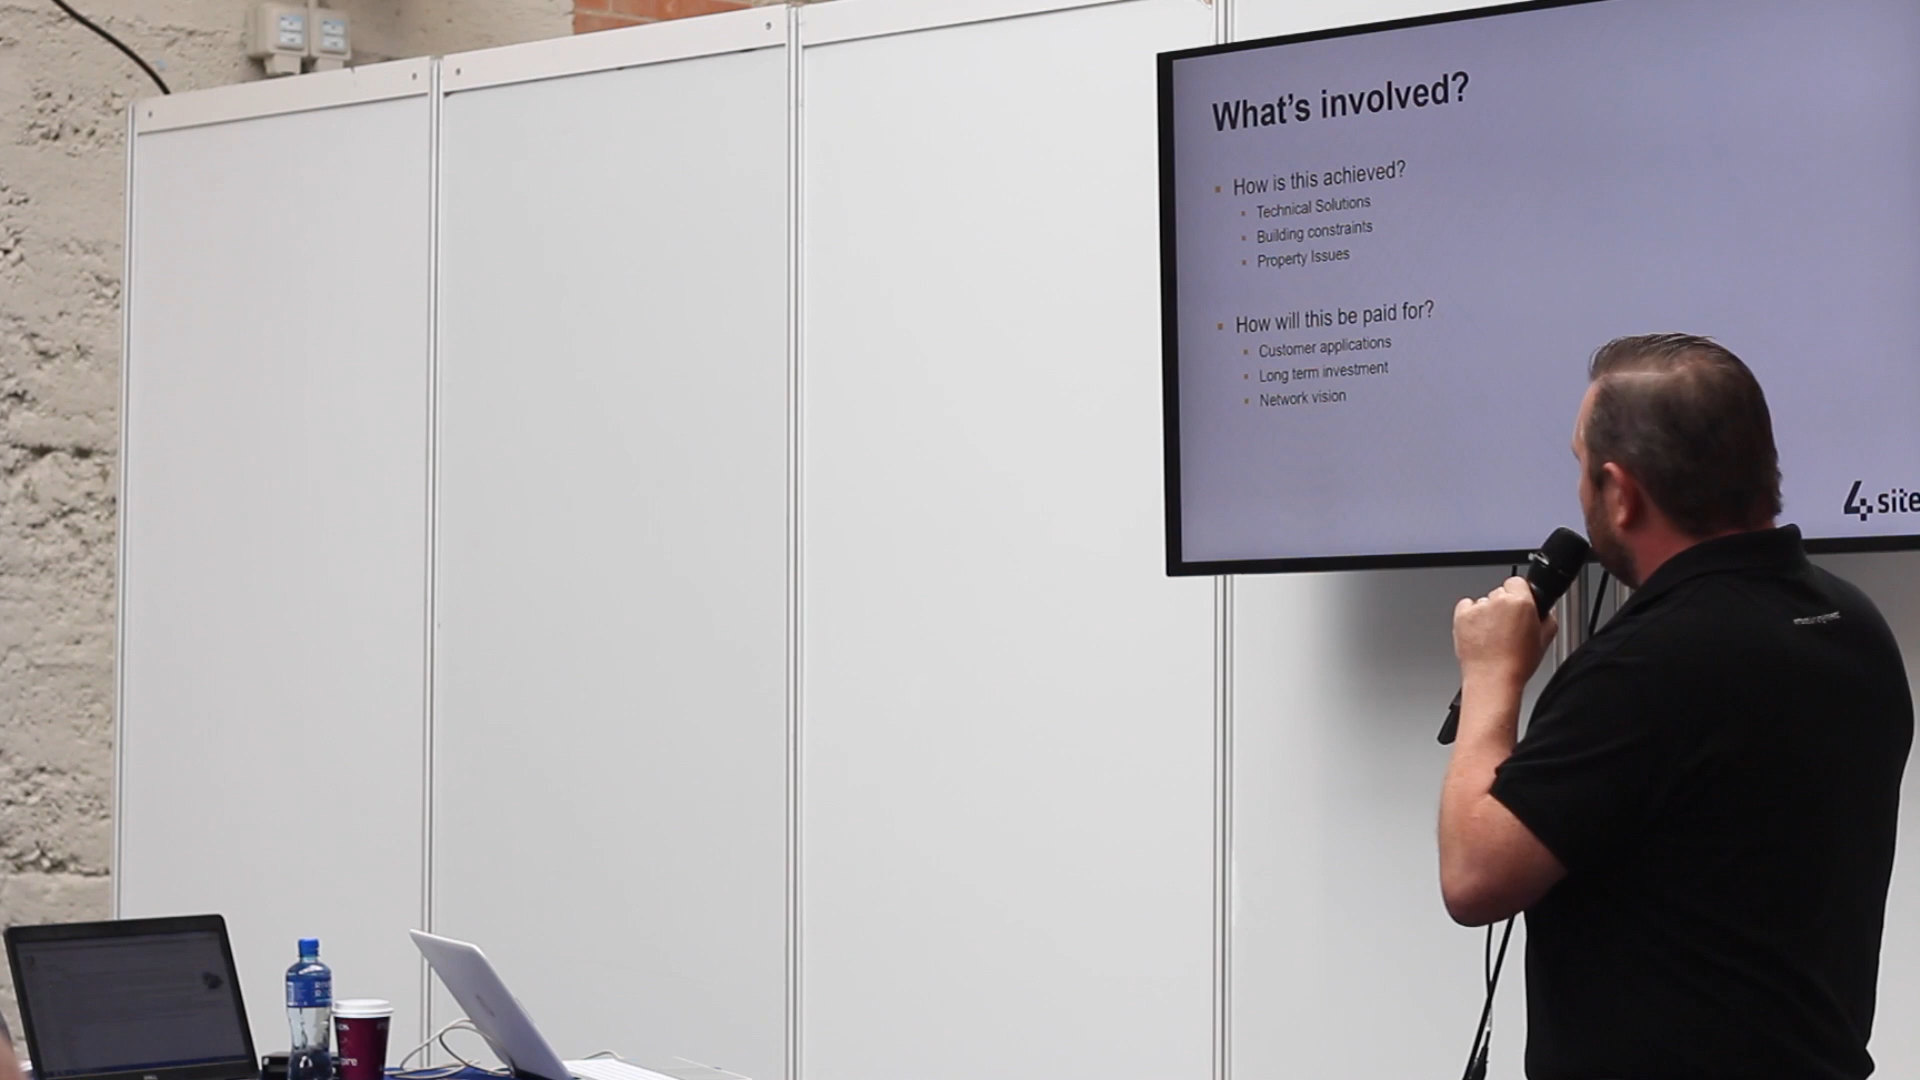 What's involved?
How is this achieved?
Technical Solutions
Building constraints
Property Issues
How will this be paid for?
Customer applications
Long term investment
Network vision
4site